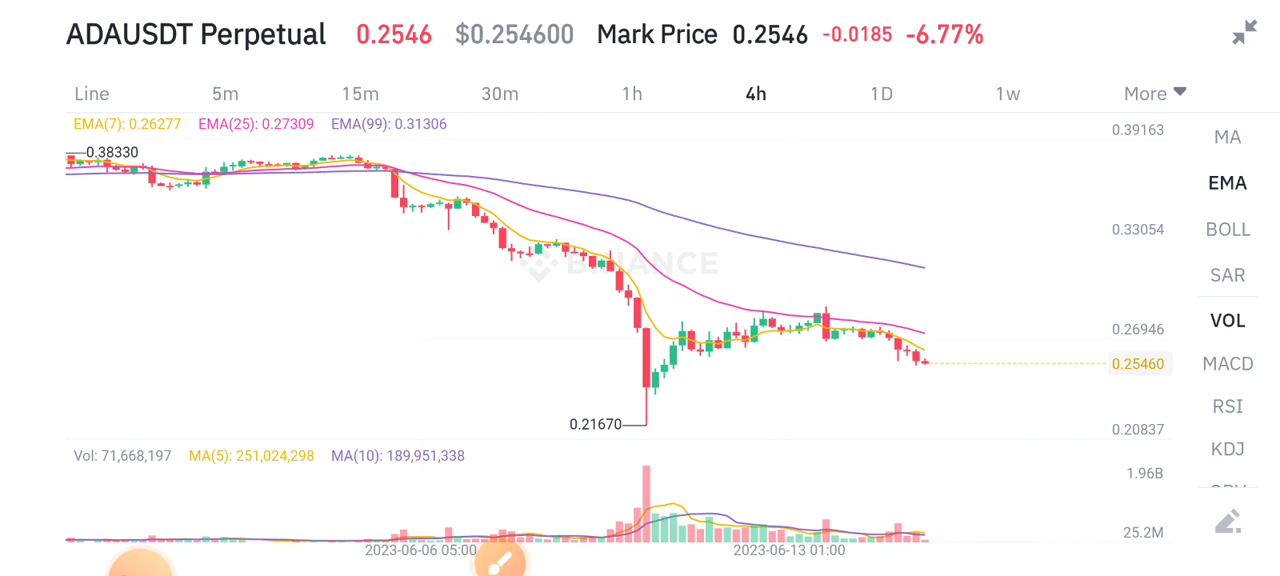 ADAUSDT Perpetual 0.2546 $0.254600 Mark Price 0.2546 -0.0185 -6.77%
Line 5m 15m 30m 1h 4h 1D 1w More
EMA(7): 0.26277 EMA(25): 0.27309 EMA(99): 0.31306
0.39163
MA
0.38330
EMA
0.33054
BOLL
BINANCE
SAR
VOL
0.26946
0.25460
MACD
RSI
0.21670
0.20837
KDJ
Vol: 71,668,197 MA(5): 251,024,298 MA(10): 189,951,338
1.96B
25.2M
2023-06-06 05:00 2023-06-13 01:00